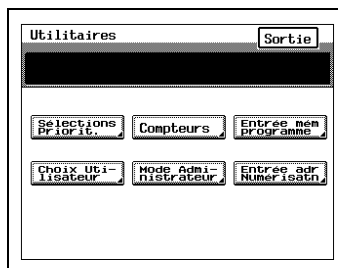 Utilitaires
Sortie
Sélections
Priorit.
Compteurs
Entrée mém
programme
Choix Uti-
lisateur
Mode Admi-
nistrateur
Entrée adr
Numérisatn